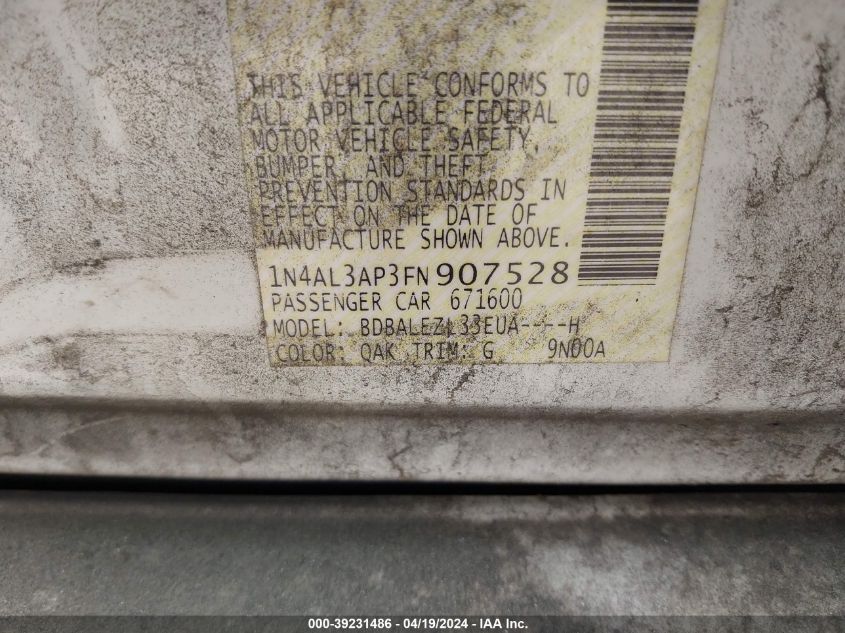 THIS VEHICLE CONFORMS TO
ALL APPLICABLE FEDERAL
MOTOR VEHICLE SAFETY,
BUMPER, AND THEFT
PREVENTION STANDARDS IN
EFFECT ON THE DATE OF
MANUFACTURE SHOWN ABOVE.
1N4AL3AP3FN907528
PASSENGER CAR 671600
MODEL: BDBALEZL33EUA----H
COLOR: QAK TRIM: G 9N00A
000-39231486 - 04/19/2024 - IAA Inc.